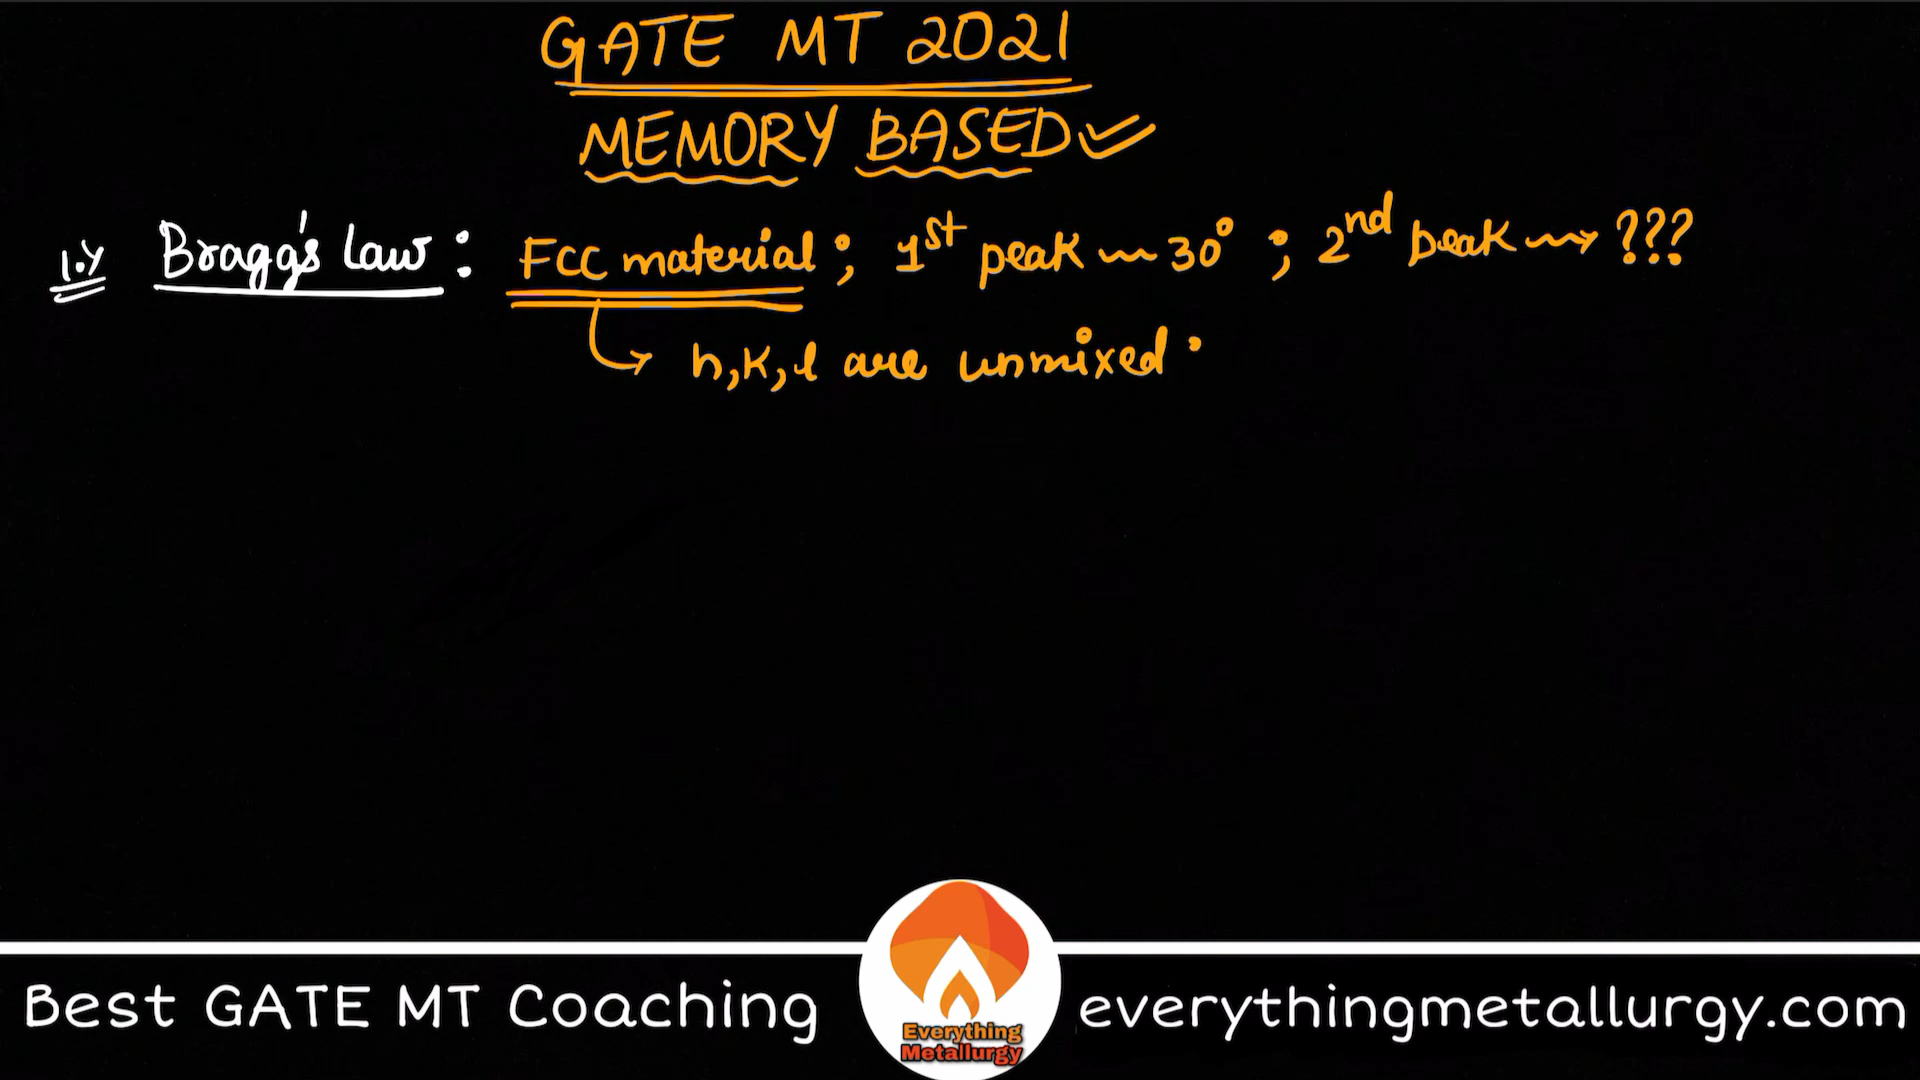 GATE MT 2021
MEMORY BASED
1.Y Bragg's law : FCC material ; 1st peak ~ 30° ; 2nd peak ~→ ???
h, k, l are unmixed .
Best GATE MT Coaching
Everything
Metallurgy
everythingmetallurgy.com